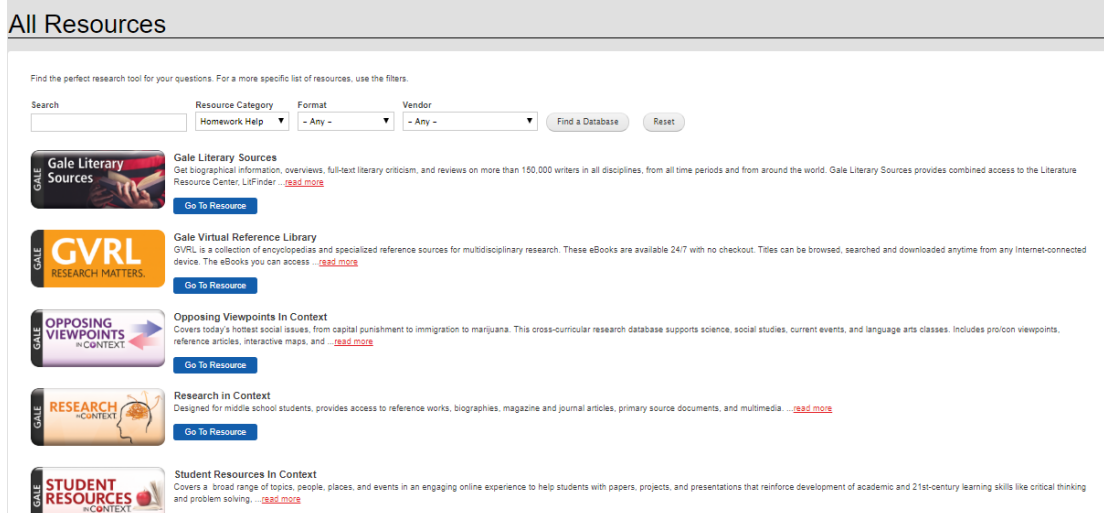 All Resources
Find the perfect research tool for your questions. For a more specific list of resources, use the filters.
Search Resource Category Format Vendor
Homework Help - Any - - Any - Find a Database Reset
GALE
Gale Literary
Sources
Gale Literary Sources
Get biographical information, overviews, full-text literary criticism, and reviews on more than 150,000 writers in all disciplines, from all time periods and from around the world. Gale Literary Sources provides combined access to the Literature
Resource Center, LitFinder ...read more
Go To Resource
GALE
GVRL
RESEARCH MATTERS.
Gale Virtual Reference Library
GVRL is a collection of encyclopedias and specialized reference sources for multidisciplinary research. These eBooks are available 24/7 with no checkout. Titles can be browsed, searched and downloaded anytime from any Internet-connected
device. The eBooks you can access ...read more
Go To Resource
GALE
OPPOSING
VIEWPOINTS
IN CONTEXT
Opposing Viewpoints In Context
Covers today's hottest social issues, from capital punishment to immigration to marijuana. This cross-curricular research database supports science, social studies, current events, and language arts classes. Includes pro/con viewpoints,
reference articles, interactive maps, and ...read more
Go To Resource
GALE
RESEARCH
IN CONTEXT
Research in Context
Designed for middle school students, provides access to reference works, biographies, magazine and journal articles, primary source documents, and multimedia. ...read more
Go To Resource
GALE
STUDENT
RESOURCES
IN CONTEXT
Student Resources In Context
Covers a broad range of topics, people, places, and events in an engaging online experience to help students with papers, projects, and presentations that reinforce development of academic and 21st-century learning skills like critical thinking
and problem solving, ...read more